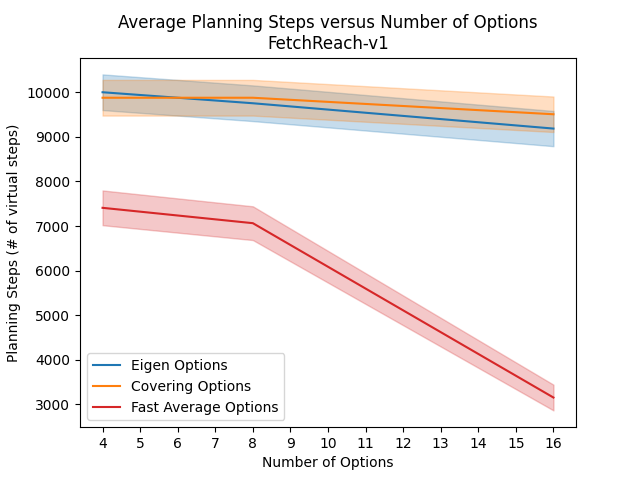 Average Planning Steps versus Number of Options
FetchReach-v1
Planning Steps (# of virtual steps)
10000
9000
8000
7000
6000
5000
4000
3000
Eigen Options
Covering Options
Fast Average Options
4 5 6 7 8 9 10 11 12 13 14 15 16
Number of Options